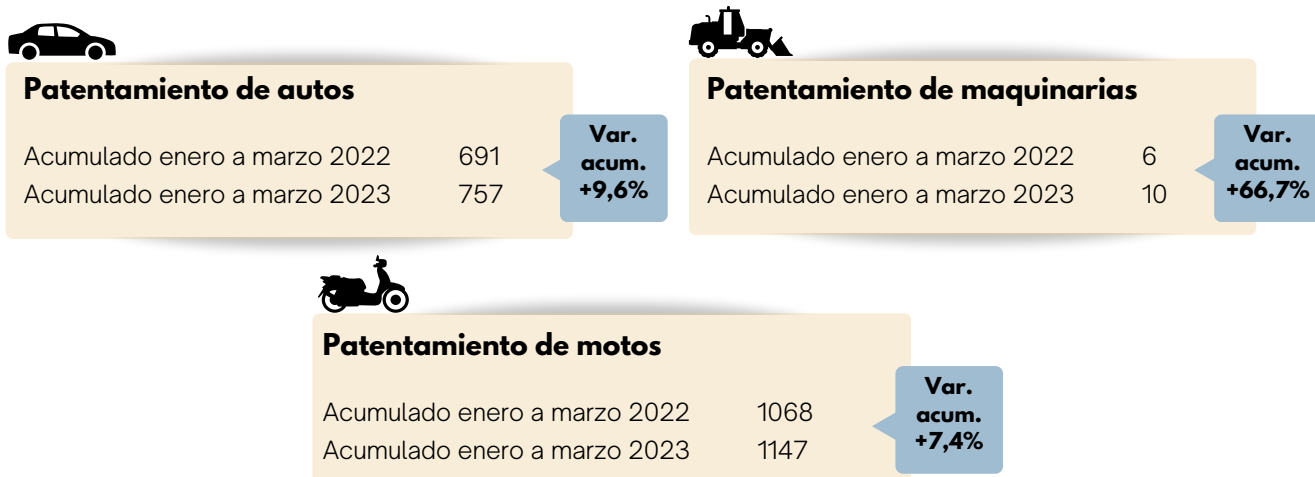 Patentamiento de autos
Acumulado enero a marzo 2022 691
Acumulado enero a marzo 2023 757
Var.
acum.
+9,6%
Patentamiento de maquinarias
Acumulado enero a marzo 2022 6
Acumulado enero a marzo 2023 10
Var.
acum.
+66,7%
Patentamiento de motos
Acumulado enero a marzo 2022 1068
Acumulado enero a marzo 2023 1147
Var.
acum.
+7,4%